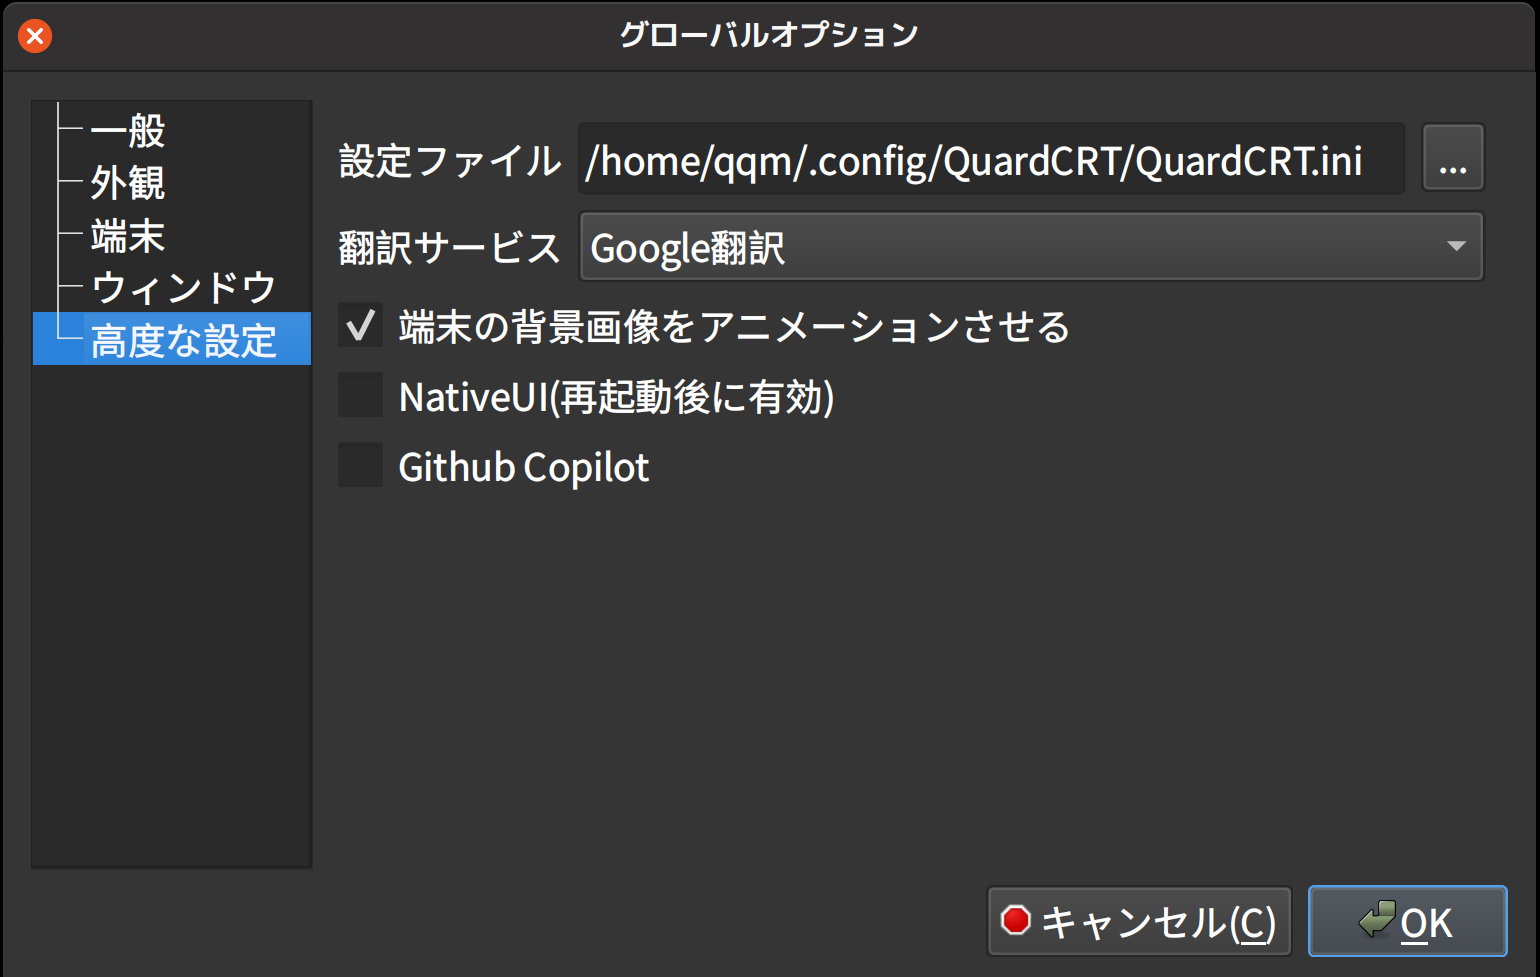 グローバルオプション
一般
外観
端末
ウィンドウ
高度な設定
設定ファイル /home/qqm/.config/QuardCRT/QuardCRT.ini ...
翻訳サービス Google翻訳
端末の背景画像をアニメーションさせる
NativeUI(再起動後に有効)
Github Copilot
キャンセル(C) OK